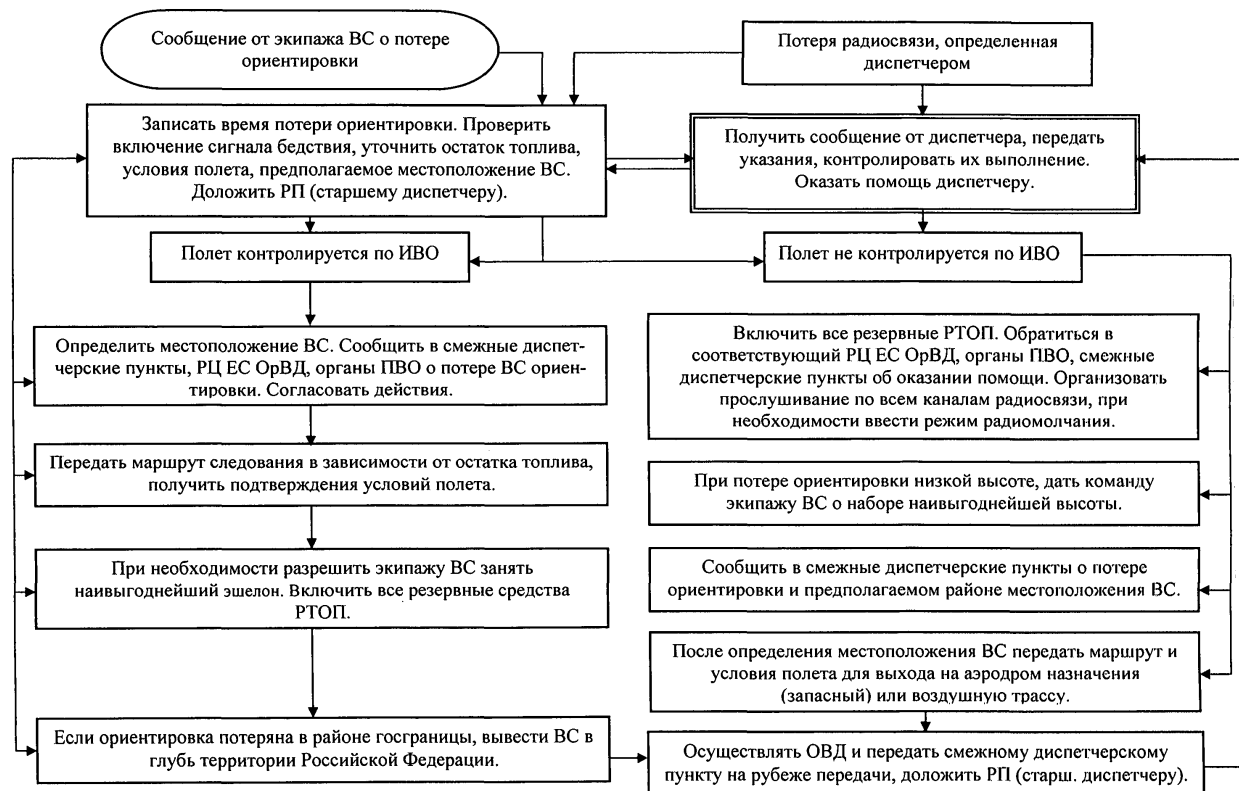 Сообщение от экипажа ВС о потере
ориентировки
Потеря радиосвязи, определенная
диспетчером
Записать время потери ориентировки. Проверить
включение сигнала бедствия, уточнить остаток топлива,
условия полета, предполагаемое местоположение ВС.
Доложить РП (старшему диспетчеру).
Получить сообщение от диспетчера, передать
указания, контролировать их выполнение.
Оказать помощь диспетчеру.
Полет контролируется по ИВО
Полет не контролируется по ИВО
Определить местоположение ВС. Сообщить в смежные диспет-
черские пункты, РЦ ЕС ОрВД, органы ПВО о потере ВС ориен-
тировки. Согласовать действия.
Включить все резервные РТОП. Обратиться в
соответствующий РЦ ЕС ОрВД, органы ПВО, смежные
диспетчерские пункты об оказании помощи. Организовать
прослушивание по всем каналам радиосвязи, при
необходимости ввести режим радиомолчания.
Передать маршрут следования в зависимости от остатка топлива,
получить подтверждения условий полета.
При потере ориентировки низкой высоте, дать команду
экипажу ВС о наборе наивыгоднейшей высоты.
При необходимости разрешить экипажу ВС занять
наивыгоднейший эшелон. Включить все резервные средства
РТОП.
Сообщить в смежные диспетчерские пункты о потере
ориентировки и предполагаемом районе местоположения ВС.
После определения местоположения ВС передать маршрут и
условия полета для выхода на аэродром назначения
(запасный) или воздушную трассу.
Если ориентировка потеряна в районе госграницы, вывести ВС в
глубь территории Российской Федерации.
Осуществлять ОВД и передать смежному диспетчерскому
пункту на рубеже передачи, доложить РП (старш. диспетчеру).